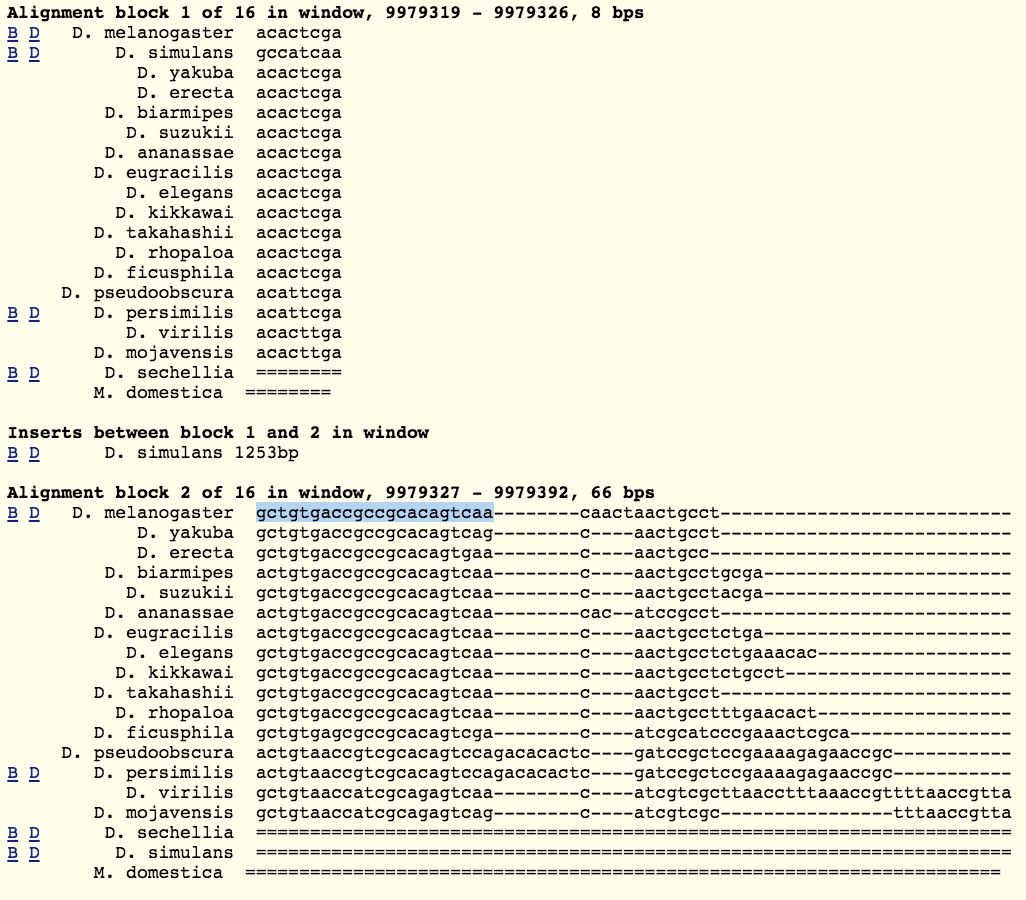 Alignment block 1 of 16 in window, 9979319 - 9979326, 8 bps
B D D. melanogaster acactcga
B D D. simulans gccatcaa
D. yakuba acactcga
D. erecta acactcga
D. biarmipes acactcga
D. suzukii acactcga
D. ananassae acactcga
D. eugracilis acactcga
D. elegans acactcga
D. kikkawai acactcga
D. takahashii acactcga
D. rhopaloa acactcga
D. ficusphila acactcga
D. pseudoobscura acattcga
B D D. persimilis acattcga
D. virilis acacttga
D. mojavensis acacttga
B D D. sechellia ========
M. domestica ========
Inserts between block 1 and 2 in window
B D D. simulans 1253bp
Alignment block 2 of 16 in window, 9979327 - 9979392, 66 bps
B D D. melanogaster gctgtgaccgccgcacagtcaa--------caactaactgcct---------------------------
D. yakuba gctgtgaccgccgcacagtcag--------c----aactgcct---------------------------
D. erecta gctgtgaccgccgcacagtgaa--------c----aactgcc----------------------------
D. biarmipes actgtgaccgccgcacagtcaa--------c----aactgcctgcga-----------------------
D. suzukii gctgtgaccgccgcacagtcaa--------c----aactgcctacga-----------------------
D. ananassae actgtgaccgccgcacagtcaa--------cac--atccgcct---------------------------
D. eugracilis actgtgaccgccgcacagtcaa--------c----aactgcctctga-----------------------
D. elegans gctgtgaccgccgcacagtcaa--------c----aactgcctctgaaacac------------------
D. kikkawai gctgtgaccgccgcacagtcaa--------c----aactgcctctgcct---------------------
D. takahashii gctgtgaccgccgcacagtcaa--------c----aactgcct---------------------------
D. rhopaloa gctgtgaccgccgcacagtcaa--------c----aactgcctttgaacact------------------
D. ficusphila gctgtgagcgccgcacagtcga--------c----atcgcatcccgaaactcgca---------------
D. pseudoobscura actgtaaccgtcgcacagtccagacacactc----gatccgctccgaaaagagaaccgc-----------
B D D. persimilis actgtaaccgtcgcacagtccagacacactc----gatccgctccgaaaagagaaccgc-----------
D. virilis gctgtaaccatcgcagagtcaa--------c----atcgtcgcttaacctttaaaccgttttaaccgtta
D. mojavensis gctgtaaccatcgcagagtcag--------c----atcgtcgc----------------tttaaccgtta
B D D. sechellia ======================================================================
B D D. simulans ======================================================================
M. domestica ======================================================================